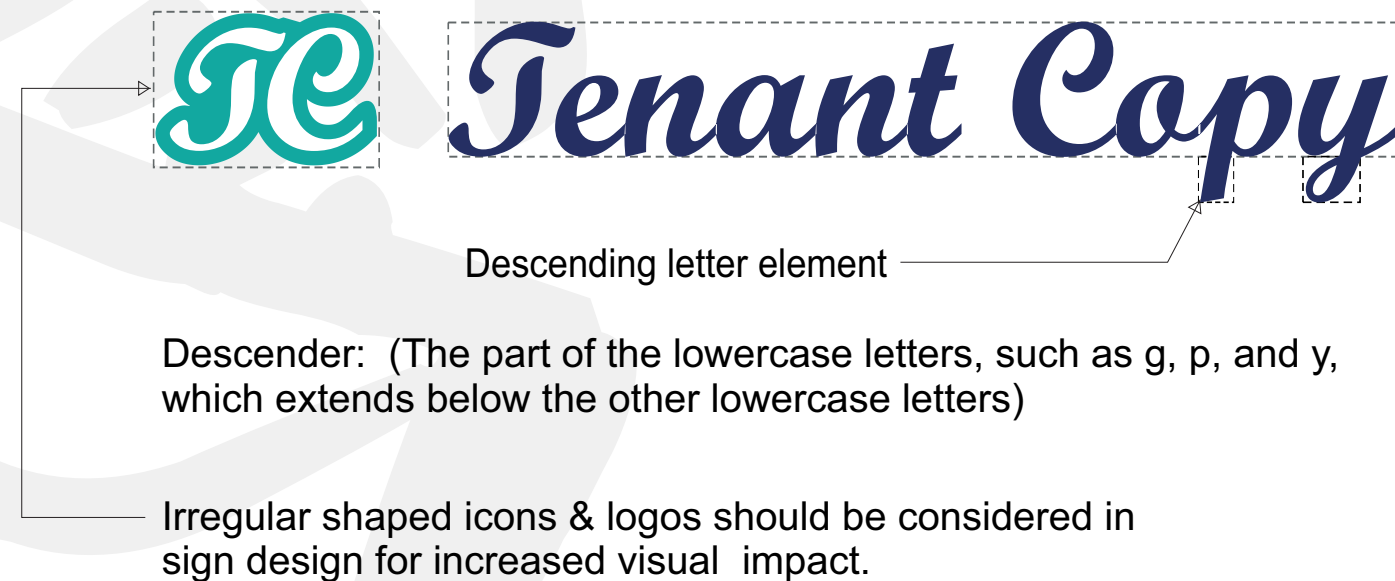 TC Tenant Copy
Descending letter element
Descender: (The part of the lowercase letters, such as g, p, and y,
which extends below the other lowercase letters)
Irregular shaped icons & logos should be considered in
sign design for increased visual impact.